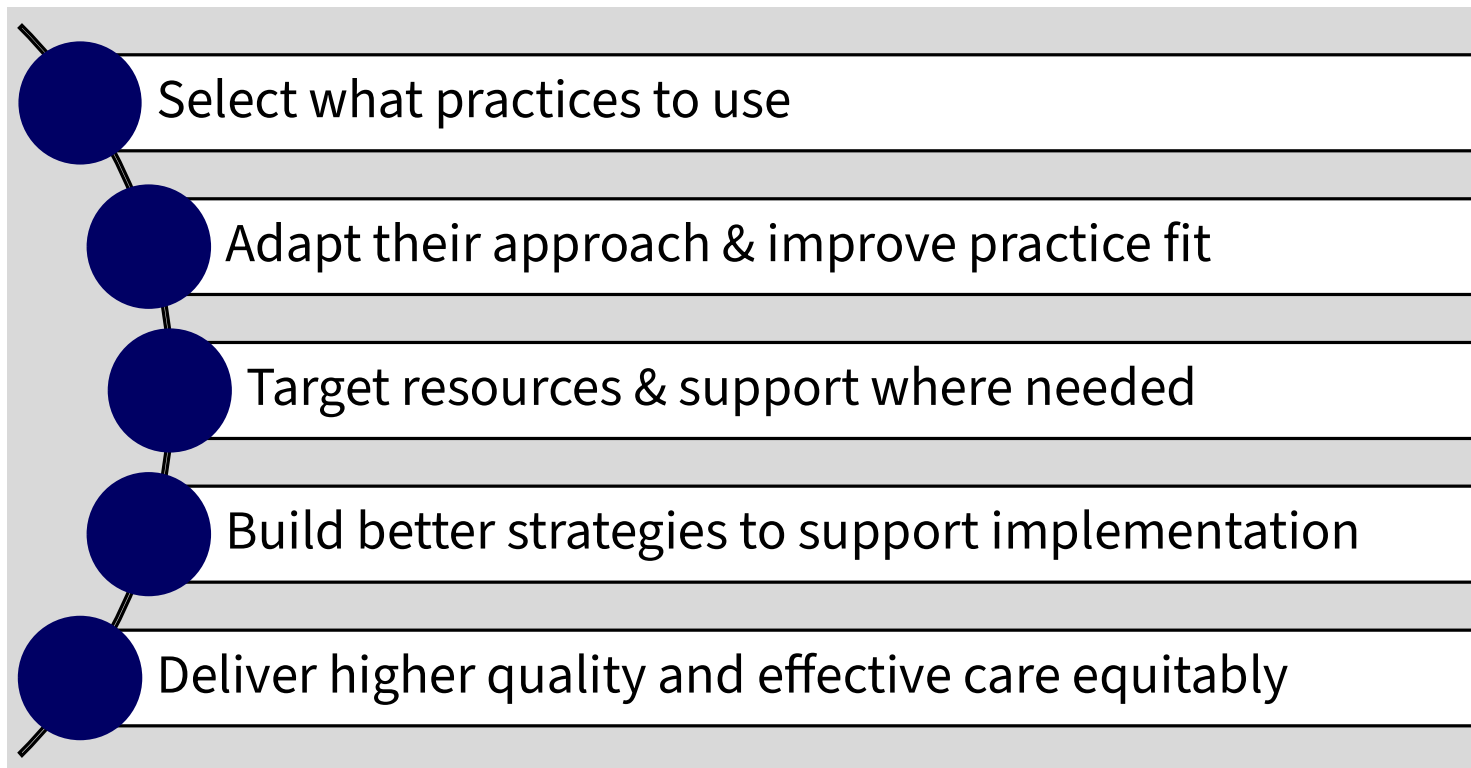 Select what practices to use
Adapt their approach & improve practice fit
Target resources & support where needed
Build better strategies to support implementation
Deliver higher quality and effective care equitably